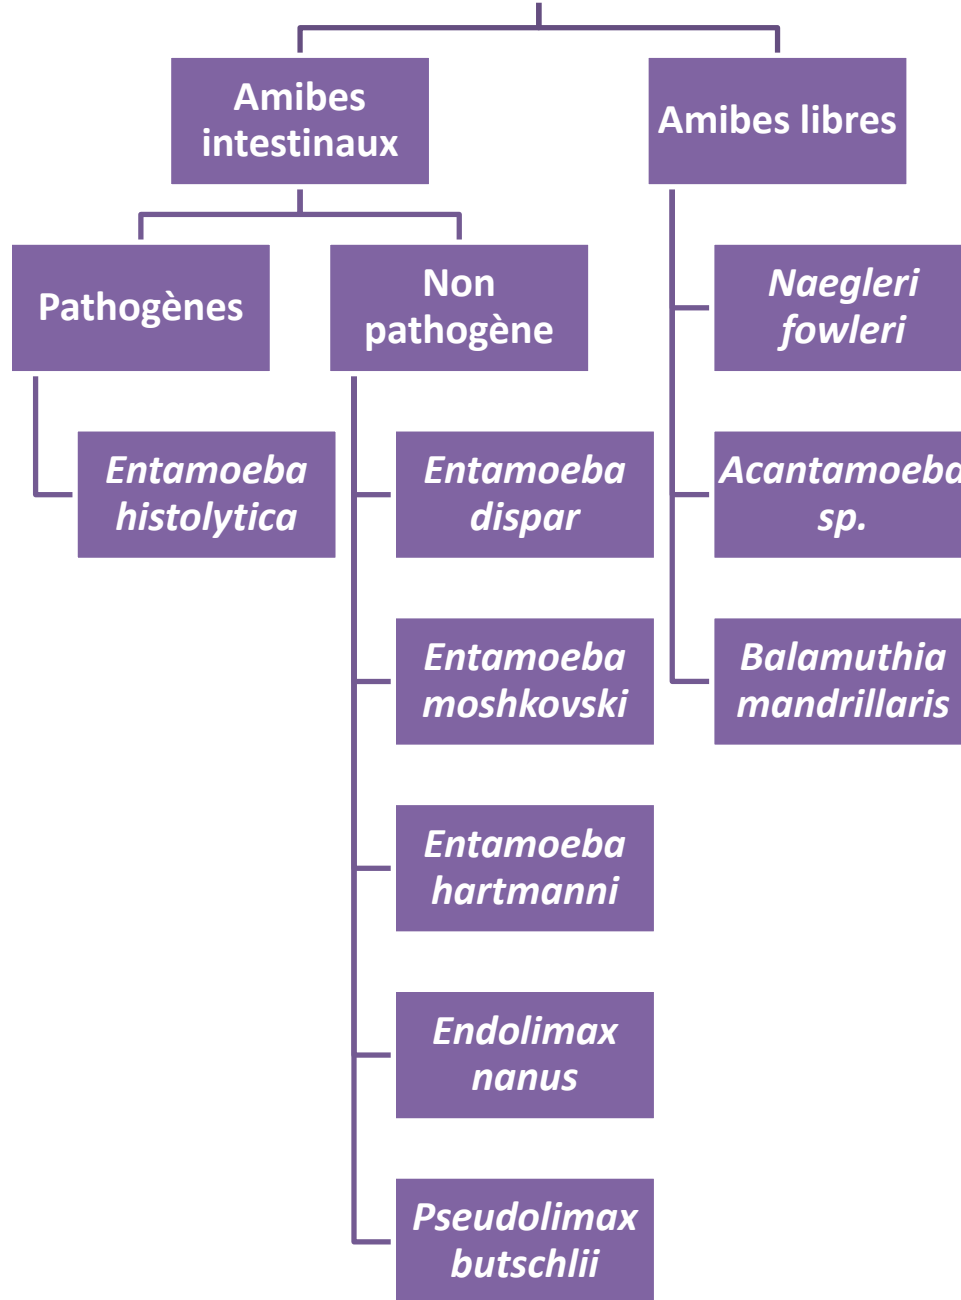 Amibes
intestinaux
Amibes libres
Pathogènes
Non
pathogène
Naegleri
fowleri
Entamoeba
histolytica
Entamoeba
dispar
Acantamoeba
sp.
Entamoeba
moshkovski
Balamuthia
mandrillaris
Entamoeba
hartmanni
Endolimax
nanus
Pseudolimax
butschlii